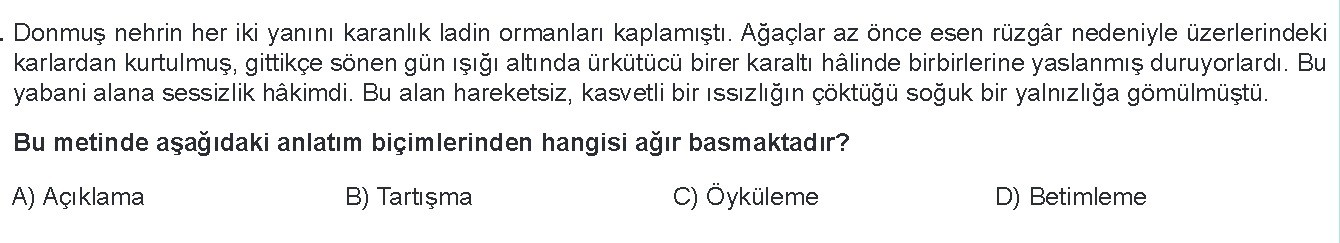 . Donmuş nehrin her iki yanını karanlık ladin ormanları kaplamıştı. Ağaçlar az önce esen rüzgâr nedeniyle üzerlerindeki
karlardan kurtulmuş, gittikçe sönen gün ışığı altında ürkütücü birer karaltı hâlinde birbirlerine yaslanmış duruyorlardı. Bu
yabani alana sessizlik hâkimdi. Bu alan hareketsiz, kasvetli bir ıssızlığın çöktüğü soğuk bir yalnızlığa gömülmüştü.
Bu metinde aşağıdaki anlatım biçimlerinden hangisi ağır basmaktadır?
A) Açıklama B) Tartışma C) Öyküleme D) Betimleme